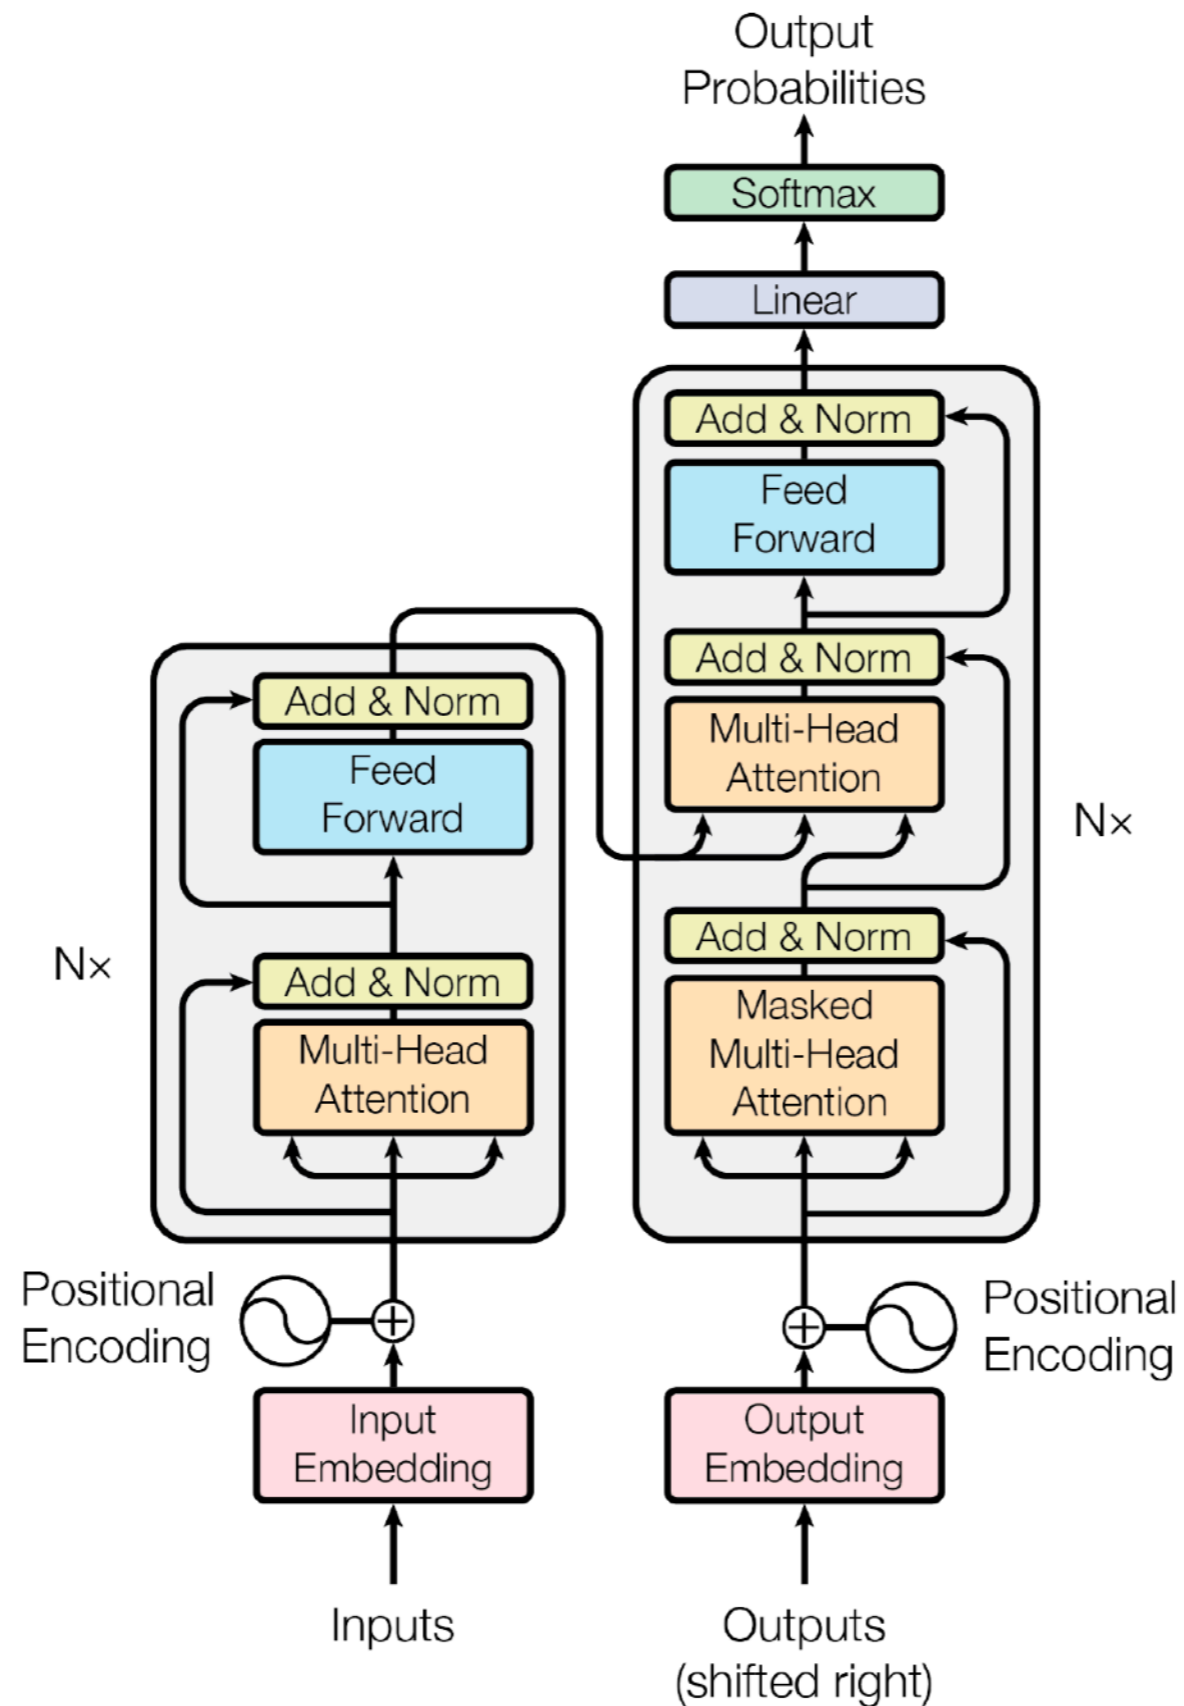 Output
Probabilities
Softmax
Linear
Add & Norm
Feed
Forward
Add & Norm
Multi-Head
Attention
Add & Norm
Masked
Multi-Head
Attention
N×
Add & Norm
Feed
Forward
Add & Norm
Multi-Head
Attention
N×
Positional
Encoding
Positional
Encoding
Input
Embedding
Output
Embedding
Inputs
Outputs
(shifted right)